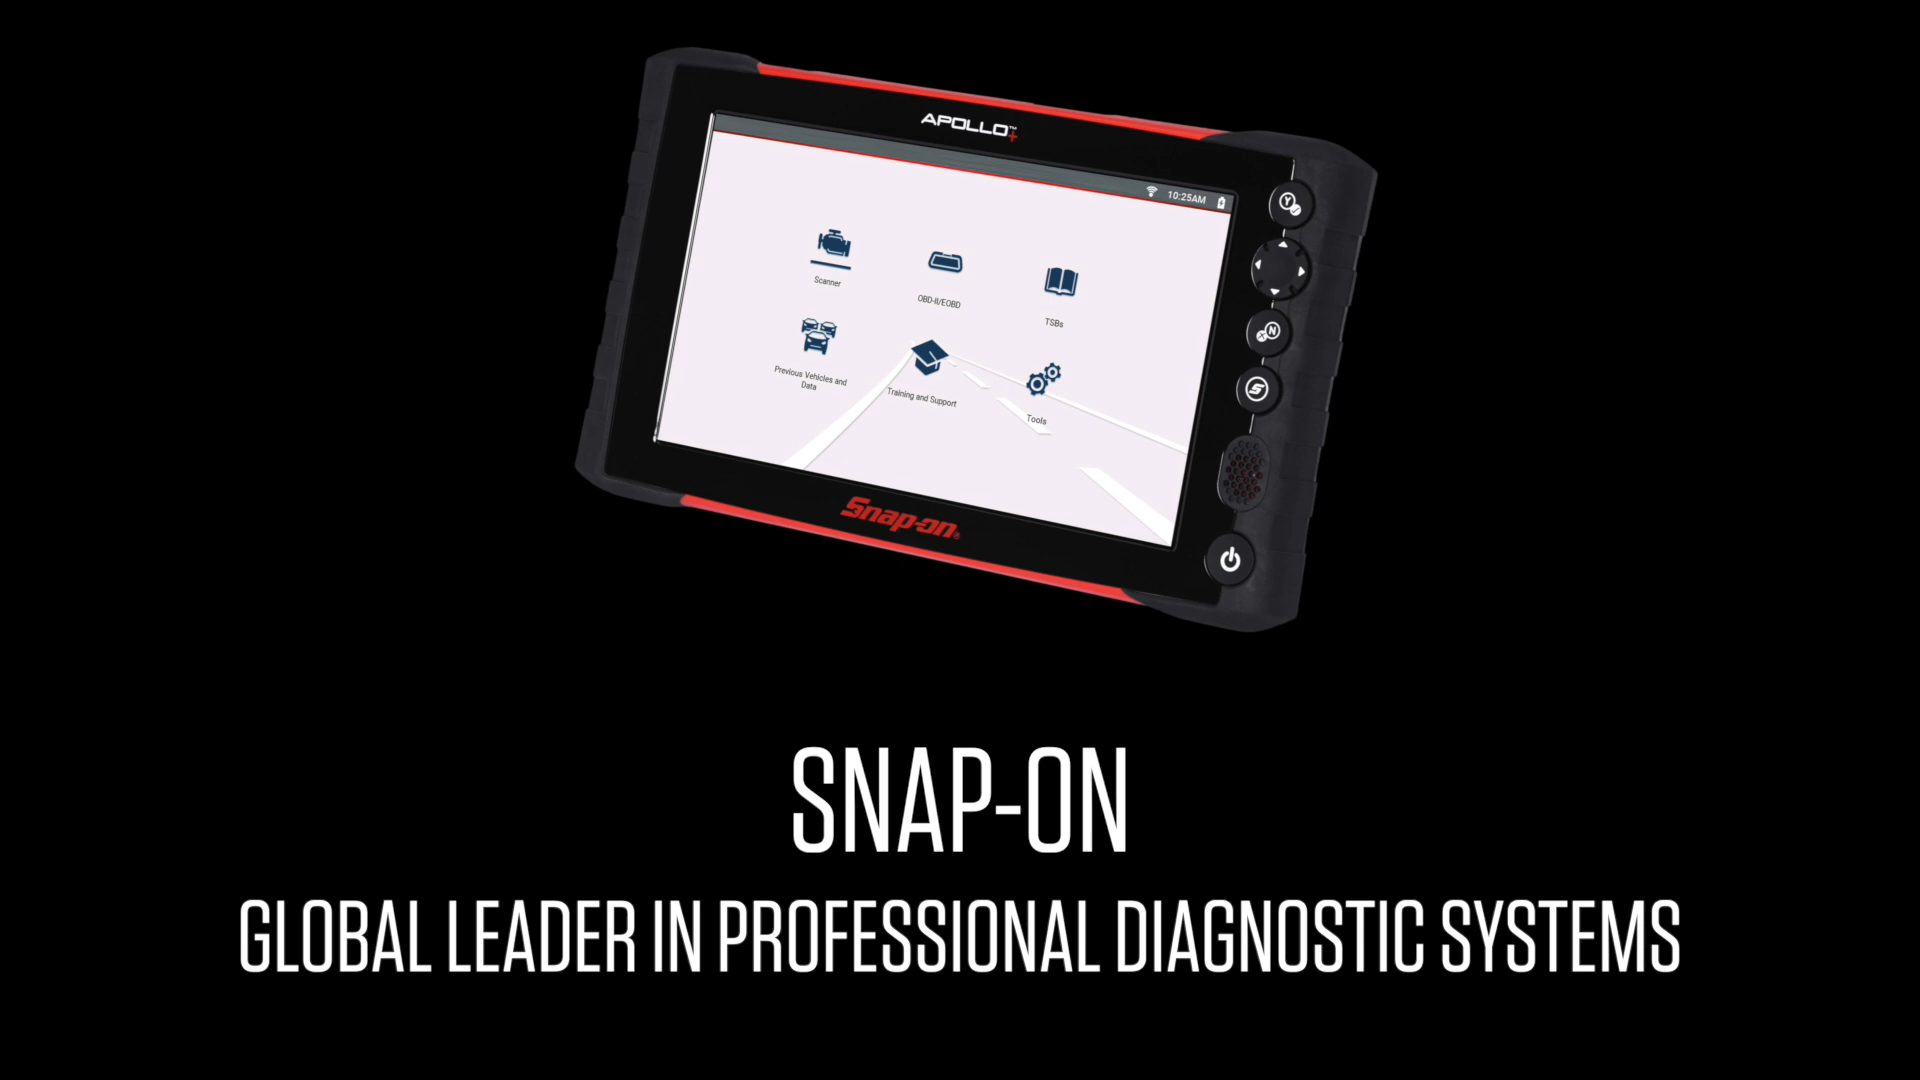 APOLLO™+
10:25AM
Scanner
OBD-II/EOBD
TSBs
Previous Vehicles and
Data
Training and Support
Tools
Y
N
S
Snap-on®
SNAP-ON
GLOBAL LEADER IN PROFESSIONAL DIAGNOSTIC SYSTEMS